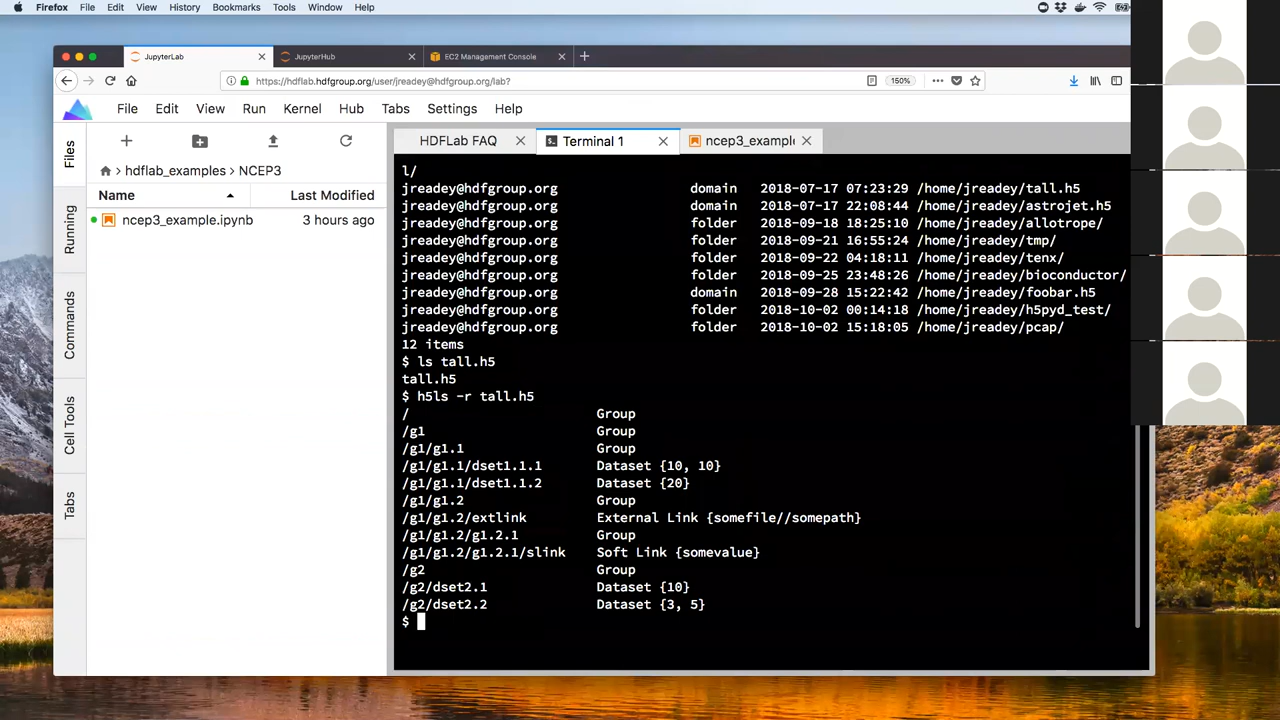 Firefox File Edit View History Bookmarks Tools Window Help
JupyterLab JupyterHub EC2 Management Console
https://hdflab.hdfgroup.org/user/jreadey@hdfgroup.org/lab? 150%
File Edit View Run Kernel Hub Tabs Settings Help
HDFLab FAQ Terminal 1 ncep3_example
Files
Running
Commands
Cell Tools
Tabs
hdflab_examples > NCEP3
Name Last Modified
ncep3_example.ipynb 3 hours ago
l/
jreadey@hdfgroup.org domain 2018-07-17 07:23:29 /home/jreadey/tall.h5
jreadey@hdfgroup.org domain 2018-07-17 22:08:44 /home/jreadey/astrojet.h5
jreadey@hdfgroup.org folder 2018-09-18 18:25:10 /home/jreadey/allotrope/
jreadey@hdfgroup.org folder 2018-09-21 16:55:24 /home/jreadey/tmp/
jreadey@hdfgroup.org folder 2018-09-22 04:18:11 /home/jreadey/tenx/
jreadey@hdfgroup.org folder 2018-09-25 23:48:26 /home/jreadey/bioconductor/
jreadey@hdfgroup.org domain 2018-09-28 15:22:42 /home/jreadey/foobar.h5
jreadey@hdfgroup.org folder 2018-10-02 00:14:18 /home/jreadey/h5pyd_test/
jreadey@hdfgroup.org folder 2018-10-02 15:18:05 /home/jreadey/pcap/
12 items
$ ls tall.h5
tall.h5
$ h5ls -r tall.h5
/ Group
/g1 Group
/g1/g1.1 Group
/g1/g1.1/dset1.1.1 Dataset {10, 10}
/g1/g1.1/dset1.1.2 Dataset {20}
/g1/g1.2 Group
/g1/g1.2/extlink External Link {somefile//somepath}
/g1/g1.2/g1.2.1 Group
/g1/g1.2/g1.2.1/slink Soft Link {somevalue}
/g2 Group
/g2/dset2.1 Dataset {10}
/g2/dset2.2 Dataset {3, 5}
$